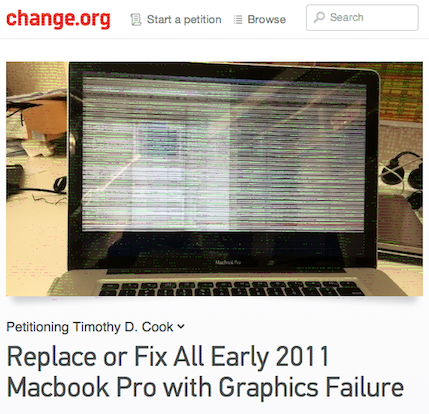 change.org
Start a petition
Browse
Search
MacBook Pro
Petitioning Timothy D. Cook
Replace or Fix All Early 2011
Macbook Pro with Graphics Failure